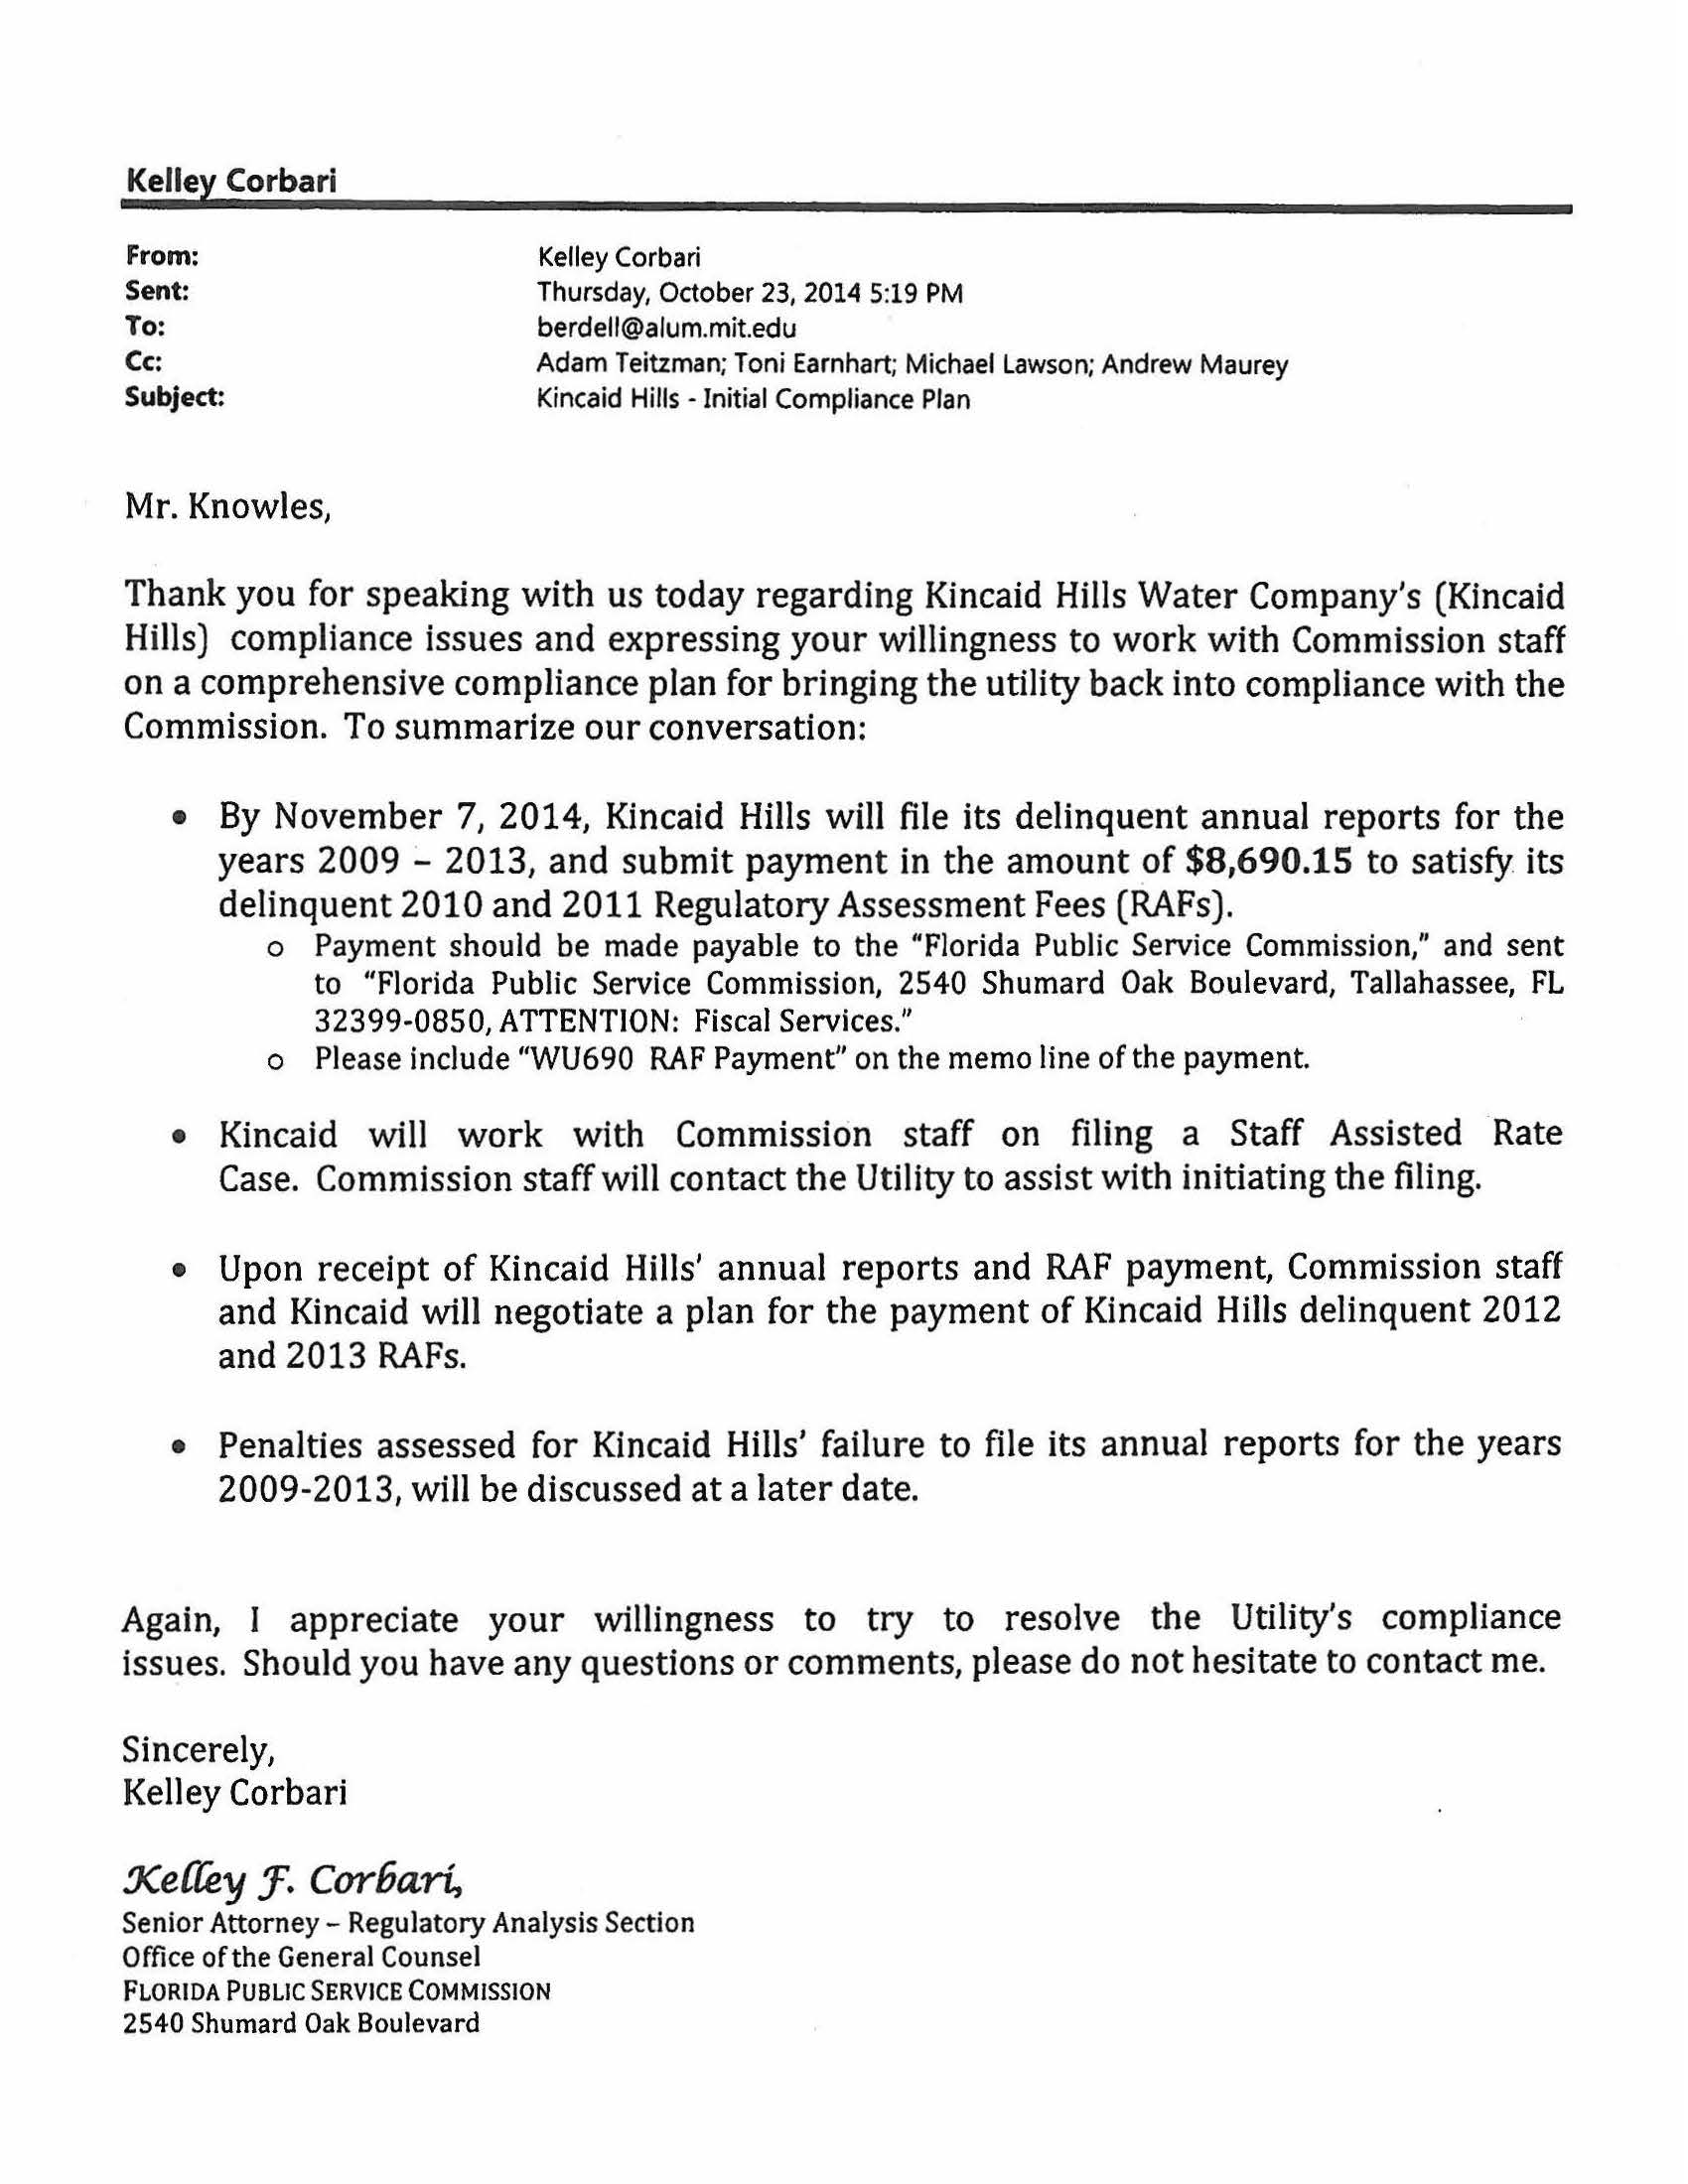 Kelley Corbari
From: Kelley Corbari
Sent: Thursday, October 23, 2014 5:19 PM
To: berdell@alum.mit.edu
Cc: Adam Teitzman; Toni Earnhart; Michael Lawson; Andrew Maurey
Subject: Kincaid Hills - Initial Compliance Plan
Mr. Knowles,
Thank you for speaking with us today regarding Kincaid Hills Water Company's (Kincaid
Hills) compliance issues and expressing your willingness to work with Commission staff
on a comprehensive compliance plan for bringing the utility back into compliance with the
Commission. To summarize our conversation:
• By November 7, 2014, Kincaid Hills will file its delinquent annual reports for the
years 2009 – 2013, and submit payment in the amount of $8,690.15 to satisfy its
delinquent 2010 and 2011 Regulatory Assessment Fees (RAFs).
o Payment should be made payable to the "Florida Public Service Commission," and sent
to "Florida Public Service Commission, 2540 Shumard Oak Boulevard, Tallahassee, FL
32399-0850, ATTENTION: Fiscal Services."
o Please include "WU690 RAF Payment" on the memo line of the payment.
• Kincaid will work with Commission staff on filing a Staff Assisted Rate
Case. Commission staff will contact the Utility to assist with initiating the filing.
• Upon receipt of Kincaid Hills' annual reports and RAF payment, Commission staff
and Kincaid will negotiate a plan for the payment of Kincaid Hills delinquent 2012
and 2013 RAFs.
• Penalties assessed for Kincaid Hills' failure to file its annual reports for the years
2009-2013, will be discussed at a later date.
Again, I appreciate your willingness to try to resolve the Utility's compliance
issues. Should you have any questions or comments, please do not hesitate to contact me.
Sincerely,
Kelley Corbari
Kelley F. Corbari,
Senior Attorney – Regulatory Analysis Section
Office of the General Counsel
FLORIDA PUBLIC SERVICE COMMISSION
2540 Shumard Oak Boulevard